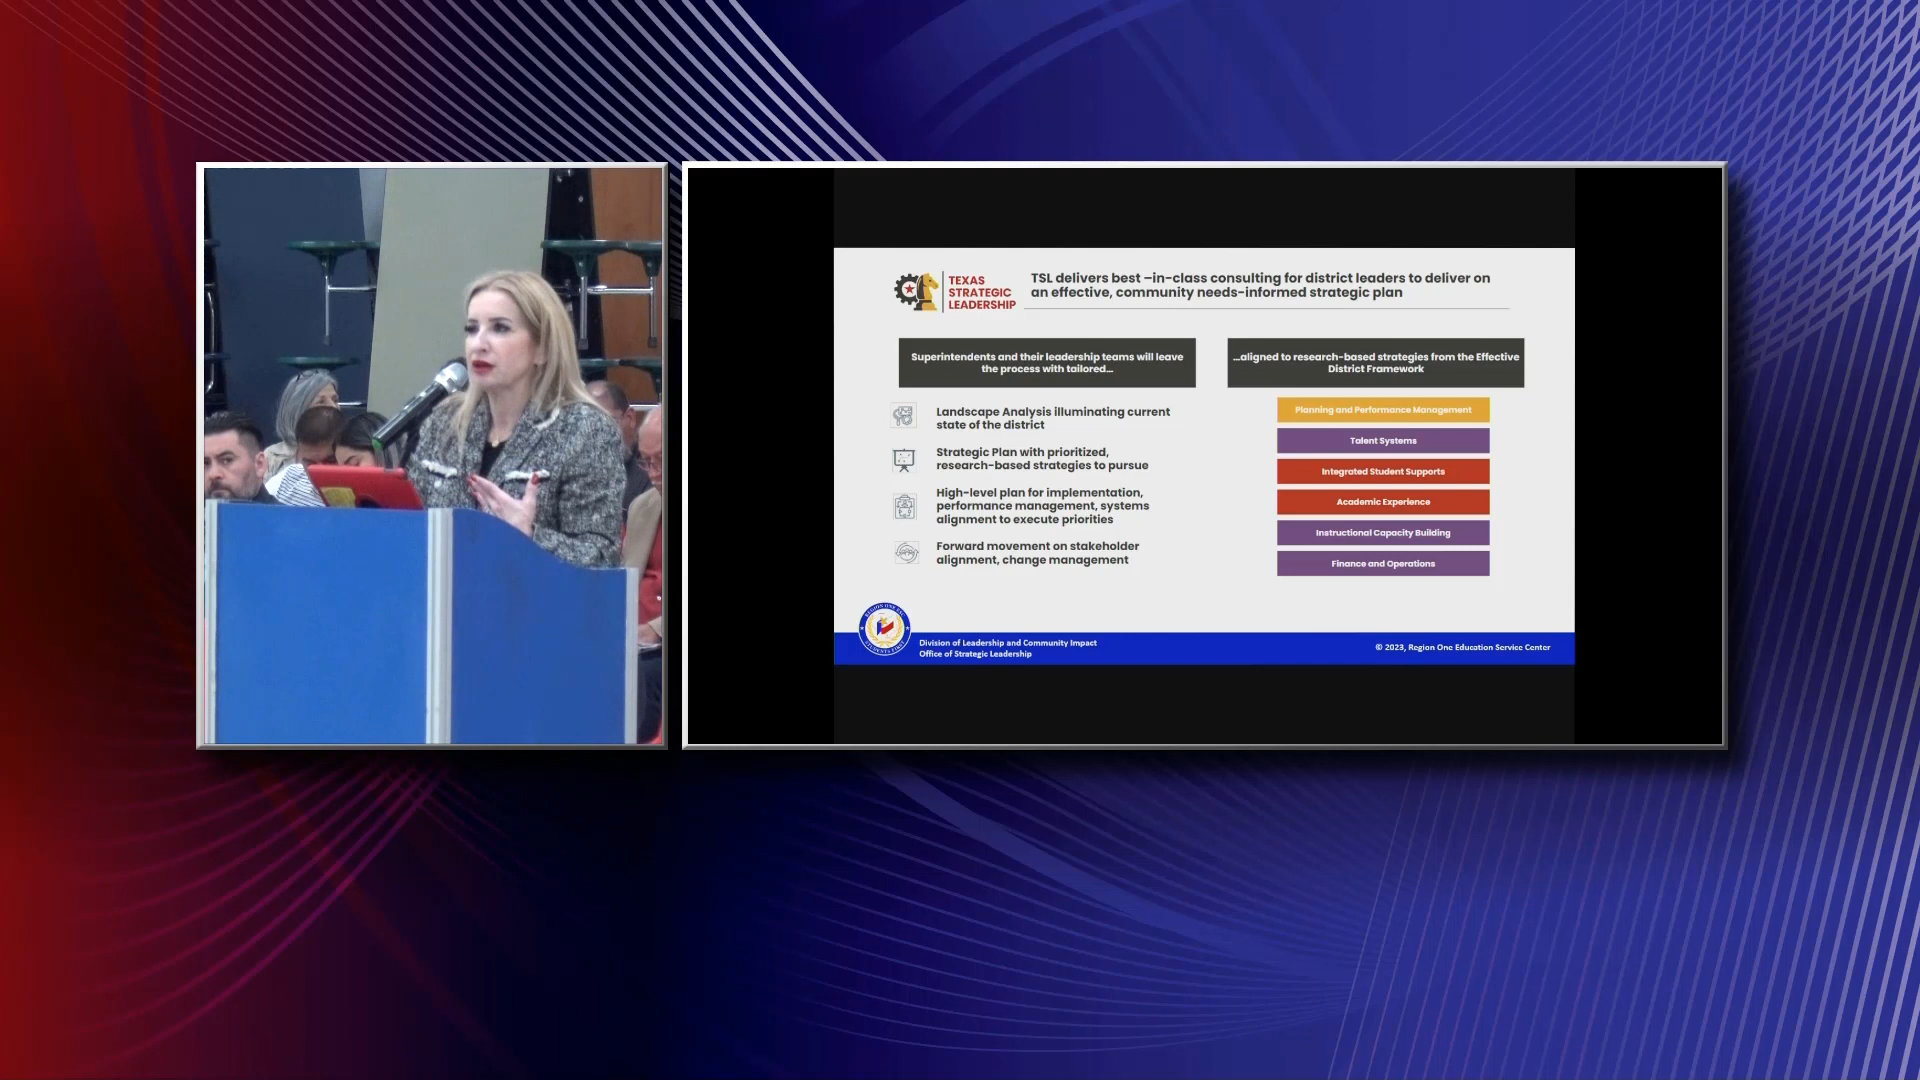 TEXAS
STRATEGIC
LEADERSHIP
TSL delivers best –in-class consulting for district leaders to deliver on
an effective, community needs-informed strategic plan
Superintendents and their leadership teams will leave
the process with tailored...
Landscape Analysis illuminating current
state of the district
Strategic Plan with prioritized,
research-based strategies to pursue
High-level plan for implementation,
performance management, systems
alignment to execute priorities
Forward movement on stakeholder
alignment, change management
...aligned to research-based strategies from the Effective
District Framework
Planning and Performance Management
Talent Systems
Integrated Student Supports
Academic Experience
Instructional Capacity Building
Finance and Operations
REGION ONE ESC
Division of Leadership and Community Impact
Office of Strategic Leadership
© 2023, Region One Education Service Center